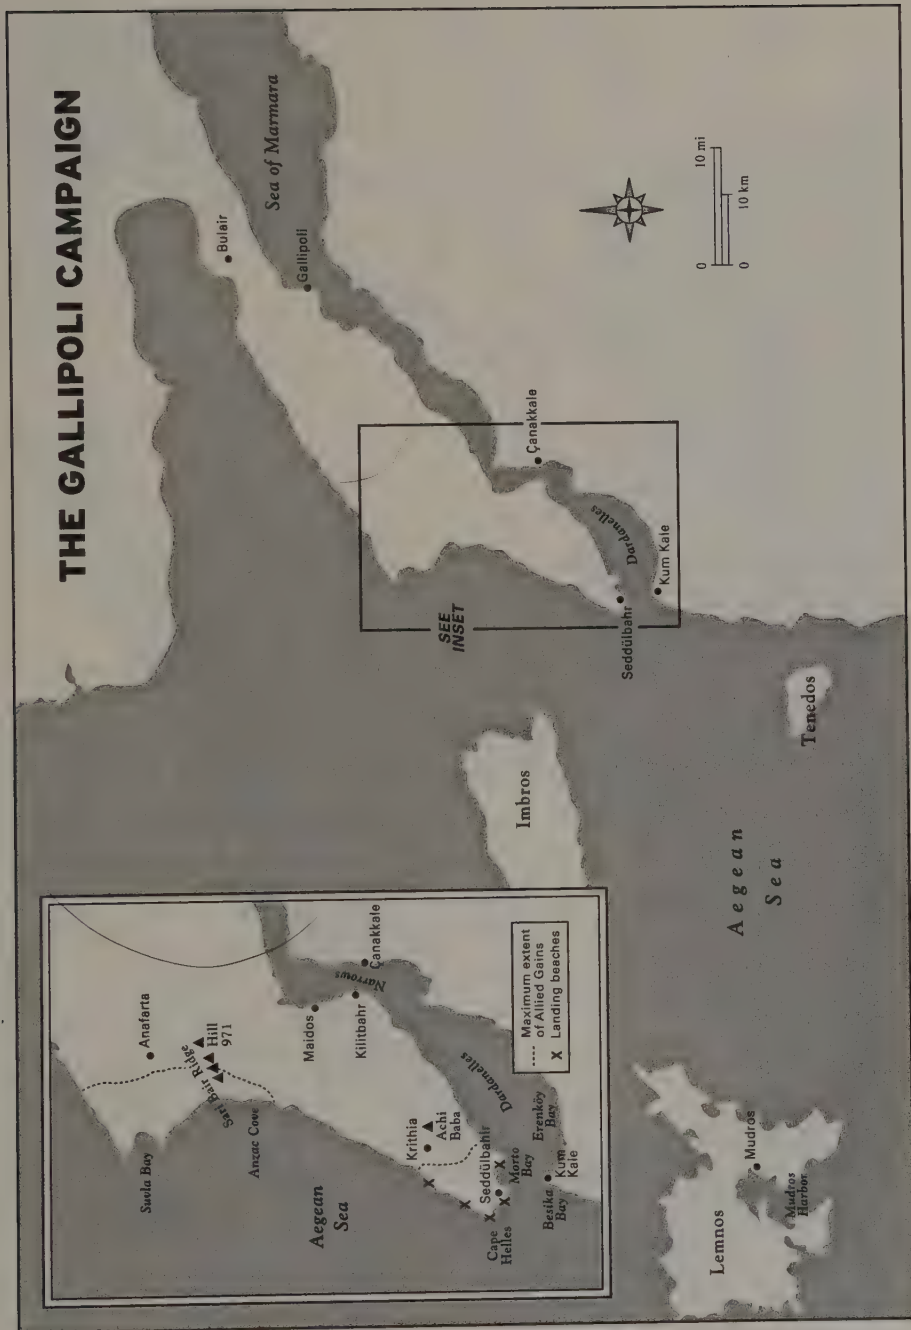 THE GALLIPOLI CAMPAIGN
Bulair
Sea of Marmara
Gallipoli
SEE
INSET
Çanakkale
Dardanelles
Seddülbahr
Kum Kale
0 10 mi
0 10 km
Imbros
Tenedos
Aegean
Sea
Lemnos
Mudros
Mudros
Harbor
Suvla Bay
Anafarta
Sari Bair Ridge
Hill
971
Anzac Cove
Aegean
Sea
Maidos
Kilitbahr
Narrows
Çanakkale
Krithia
Achi
Baba
Dardanelles
Seddülbahir
Cape
Helles
Morto
Bay
Erenköy
Bay
Kum
Kale
Besika
Bay
Maximum extent
of Allied Gains
X Landing beaches
X
X
X
X
X